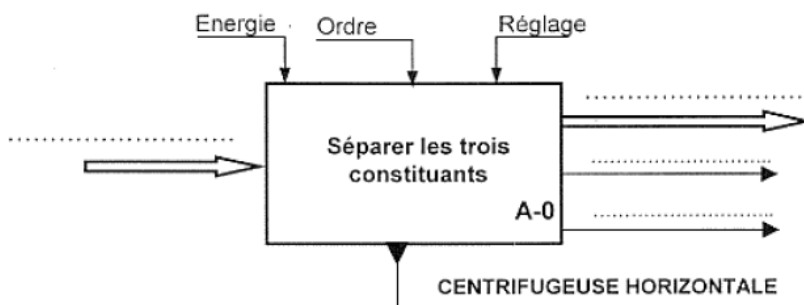 Energie Ordre Réglage
Séparer les trois
constituants
A-0
CENTRIFUGEUSE HORIZONTALE